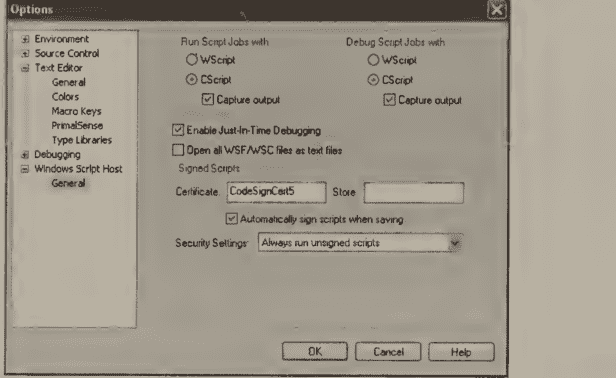 Options
Environment
Source Control
Text Editor
General
Colors
Macro Keys
PrimalSense
Type Libraries
Debugging
Windows Script Host
General
Run Script Jobs with
Debug Script Jobs with
WScript
WScript
CScript
CScript
Capture output
Capture output
Enable Just-In-Time Debugging
Open all WSF/WSC files as text files
Signed Scripts
Certificate CodeSignCert5 Store
Automatically sign scripts when saving
Security Settings: Always run unsigned scripts
OK Cancel Help